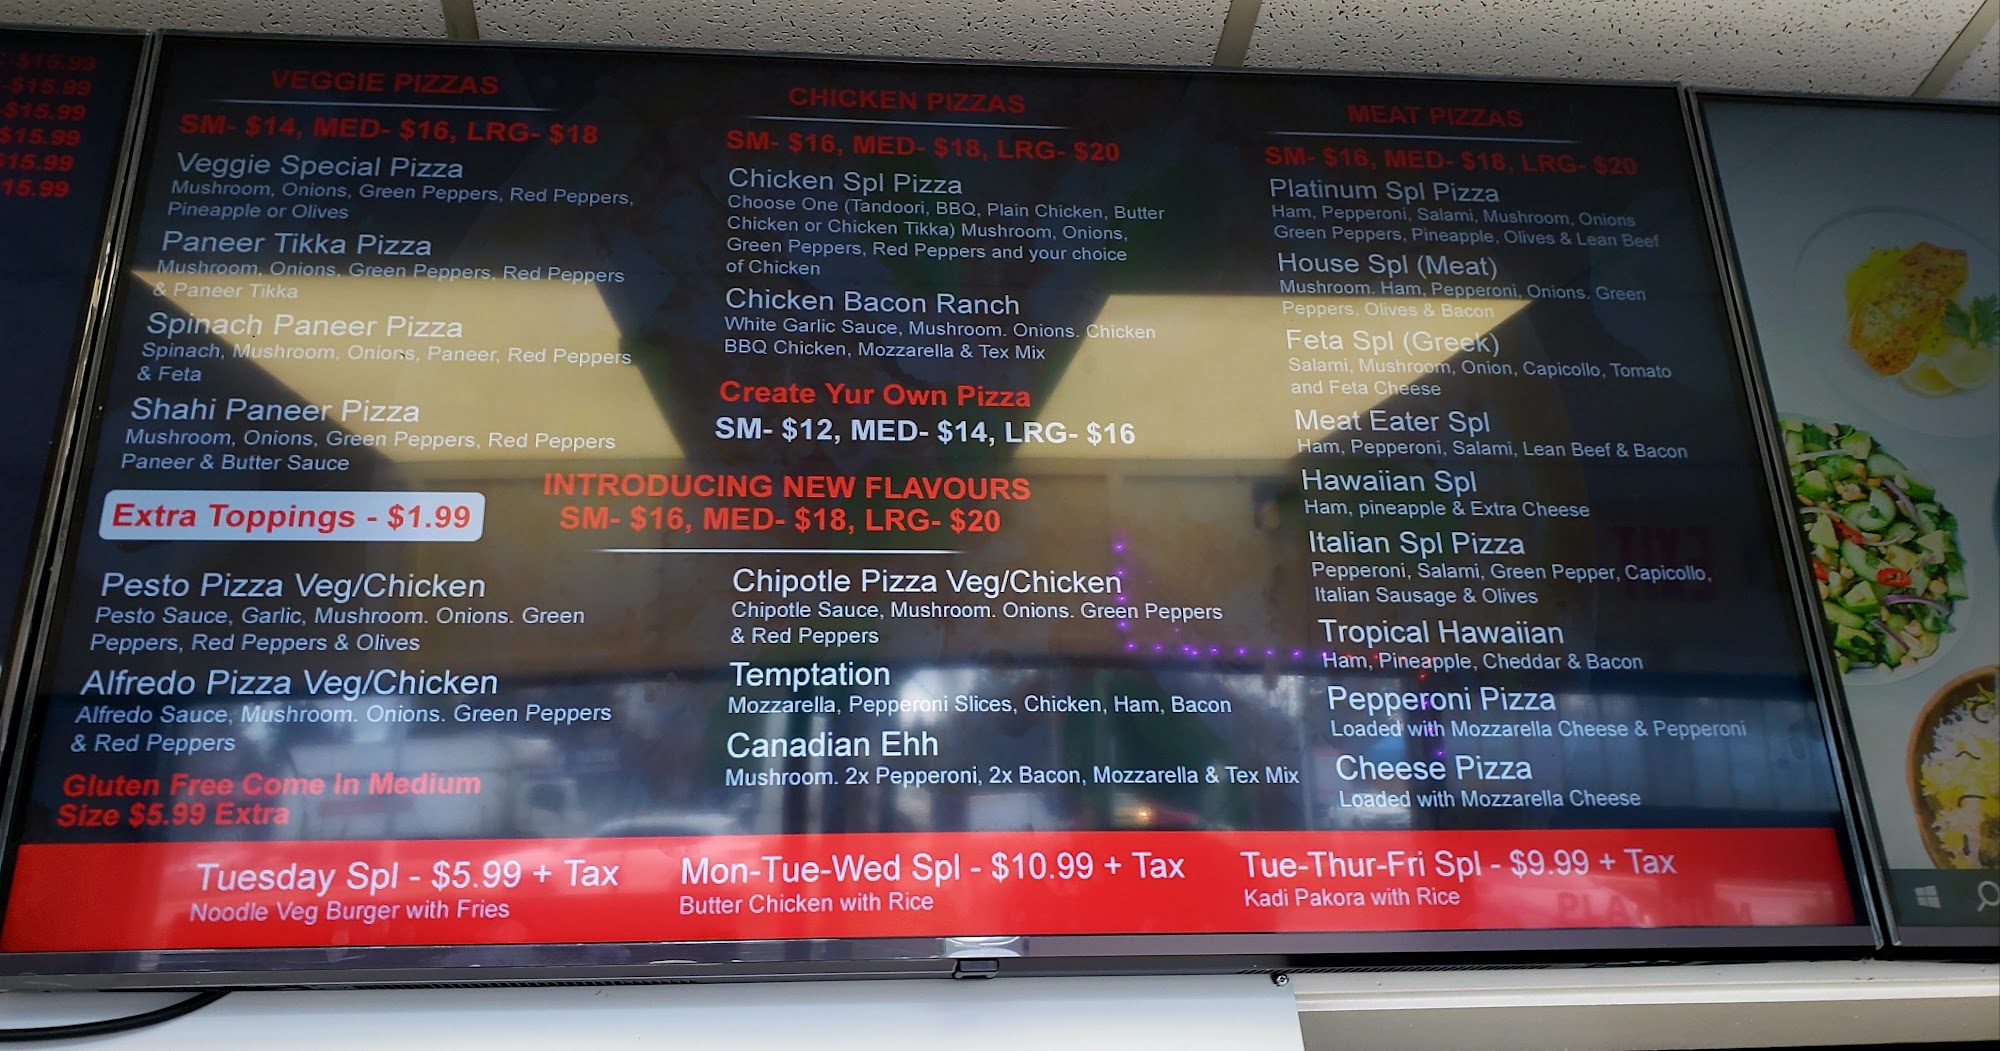 -$15.99
-$15.99
-$15.99
$15.99
$15.99
15.99
VEGGIE PIZZAS
SM- $14, MED- $16, LRG- $18
Veggie Special Pizza
Mushroom, Onions, Green Peppers, Red Peppers,
Pineapple or Olives
Paneer Tikka Pizza
Mushroom, Onions, Green Peppers, Red Peppers
& Paneer Tikka
Spinach Paneer Pizza
Spinach, Mushroom, Onions, Paneer, Red Peppers
& Feta
Shahi Paneer Pizza
Mushroom, Onions, Green Peppers, Red Peppers
Paneer & Butter Sauce
Extra Toppings - $1.99
CHICKEN PIZZAS
SM- $16, MED- $18, LRG- $20
Chicken Spl Pizza
Choose One (Tandoori, BBQ, Plain Chicken, Butter
Chicken or Chicken Tikka) Mushroom, Onions,
Green Peppers, Red Peppers and your choice
of Chicken
Chicken Bacon Ranch
White Garlic Sauce, Mushroom. Onions. Chicken
BBQ Chicken, Mozzarella & Tex Mix
Create Yur Own Pizza
SM- $12, MED- $14, LRG- $16
INTRODUCING NEW FLAVOURS
SM- $16, MED- $18, LRG- $20
Pesto Pizza Veg/Chicken
Pesto Sauce, Garlic, Mushroom. Onions. Green
Peppers, Red Peppers & Olives
Alfredo Pizza Veg/Chicken
Alfredo Sauce, Mushroom. Onions. Green Peppers
& Red Peppers
Gluten Free Come In Medium
Size $5.99 Extra
Chipotle Pizza Veg/Chicken
Chipotle Sauce, Mushroom. Onions. Green Peppers
& Red Peppers
Temptation
Mozzarella, Pepperoni Slices, Chicken, Ham, Bacon
Canadian Ehh
Mushroom. 2x Pepperoni, 2x Bacon, Mozzarella & Tex Mix
MEAT PIZZAS
SM- $16, MED- $18, LRG- $20
Platinum Spl Pizza
Ham, Pepperoni, Salami, Mushroom, Onions
Green Peppers, Pineapple, Olives & Lean Beef
House Spl (Meat)
Mushroom. Ham, Pepperoni, Onions. Green
Peppers, Olives & Bacon
Feta Spl (Greek)
Salami, Mushroom, Onion, Capicollo, Tomato
and Feta Cheese
Meat Eater Spl
Ham, Pepperoni, Salami, Lean Beef & Bacon
Hawaiian Spl
Ham, pineapple & Extra Cheese
Italian Spl Pizza
Pepperoni, Salami, Green Pepper, Capicollo,
Italian Sausage & Olives
Tropical Hawaiian
Ham, Pineapple, Cheddar & Bacon
Pepperoni Pizza
Loaded with Mozzarella Cheese & Pepperoni
Cheese Pizza
Loaded with Mozzarella Cheese
Tuesday Spl - $5.99 + Tax
Noodle Veg Burger with Fries
Mon-Tue-Wed Spl - $10.99 + Tax
Butter Chicken with Rice
Tue-Thur-Fri Spl - $9.99 + Tax
Kadi Pakora with Rice